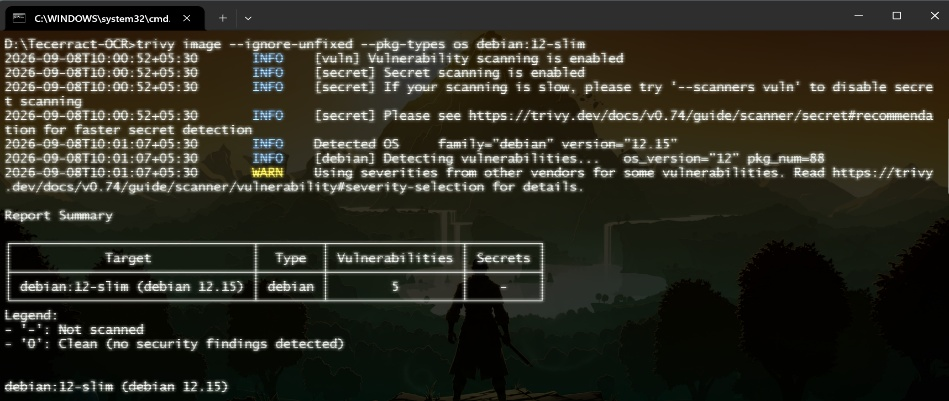 C:\WINDOWS\system32\cmd.
D:\Tecerract-OCR>trivy image --ignore-unfixed --pkg-types os debian:12-slim
2026-09-08T10:00:52+05:30 INFO [vuln] Vulnerability scanning is enabled
2026-09-08T10:00:52+05:30 INFO [secret] Secret scanning is enabled
2026-09-08T10:00:52+05:30 INFO [secret] If your scanning is slow, please try '--scanners vuln' to disable secre
t scanning
2026-09-08T10:00:52+05:30 INFO [secret] Please see https://trivy.dev/docs/v0.74/guide/scanner/secret#recommenda
tion for faster secret detection
2026-09-08T10:01:07+05:30 INFO Detected OS family="debian" version="12.15"
2026-09-08T10:01:07+05:30 INFO [debian] Detecting vulnerabilities... os_version="12" pkg_num=88
2026-09-08T10:01:07+05:30 WARN Using severities from other vendors for some vulnerabilities. Read https://trivy
.dev/docs/v0.74/guide/scanner/vulnerability#severity-selection for details.
Report Summary
Target Type Vulnerabilities Secrets
debian:12-slim (debian 12.15) debian 5 -
Legend:
- '-': Not scanned
- '0': Clean (no security findings detected)
debian:12-slim (debian 12.15)